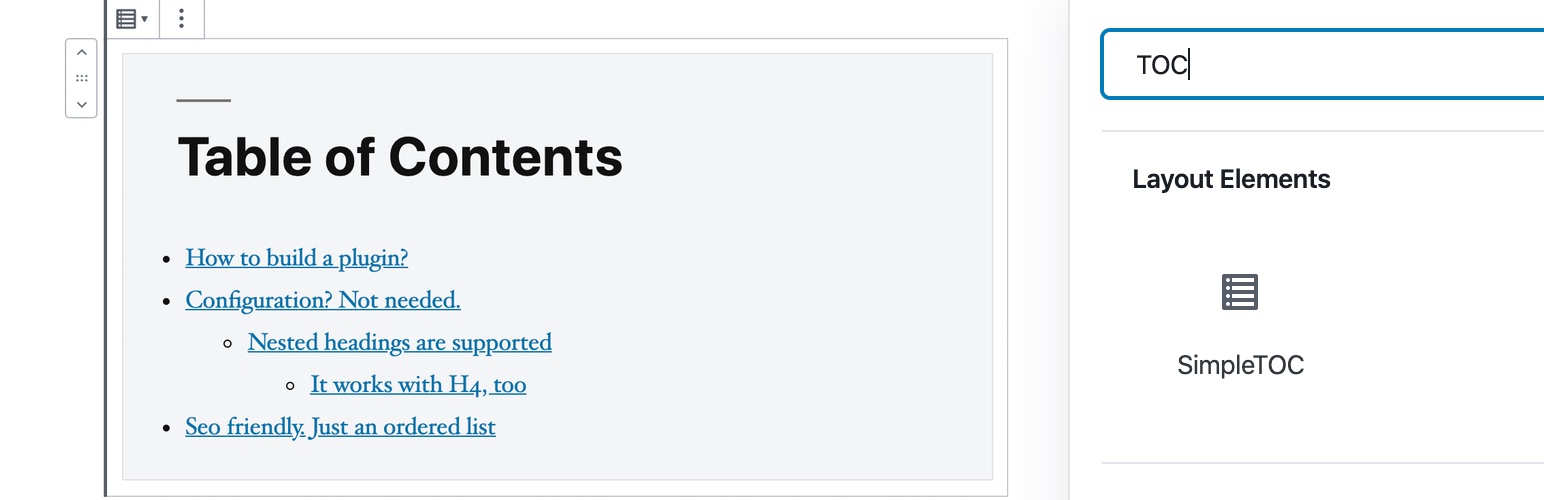 Table of Contents
How to build a plugin?
Configuration? Not needed.
Nested headings are supported
It works with H4, too
Seo friendly. Just an ordered list
TOC
Layout Elements
SimpleTOC